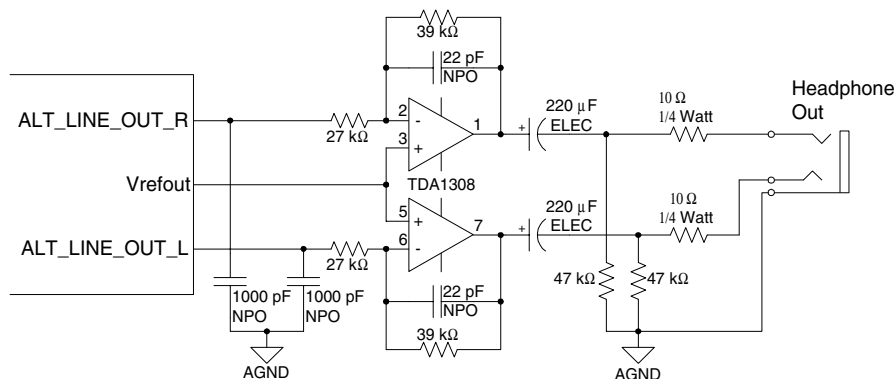 39 kΩ
22 pF
NPO
ALT_LINE_OUT_R
27 kΩ
2
-
3
+
1
+
220 µF
ELEC
10 Ω
1/4 Watt
Headphone
Out
Vrefout
TDA1308
ALT_LINE_OUT_L
27 kΩ
5
+
6
-
7
+
220 µF
ELEC
10 Ω
1/4 Watt
1000 pF
NPO
1000 pF
NPO
22 pF
NPO
39 kΩ
47 kΩ
47 kΩ
AGND
AGND